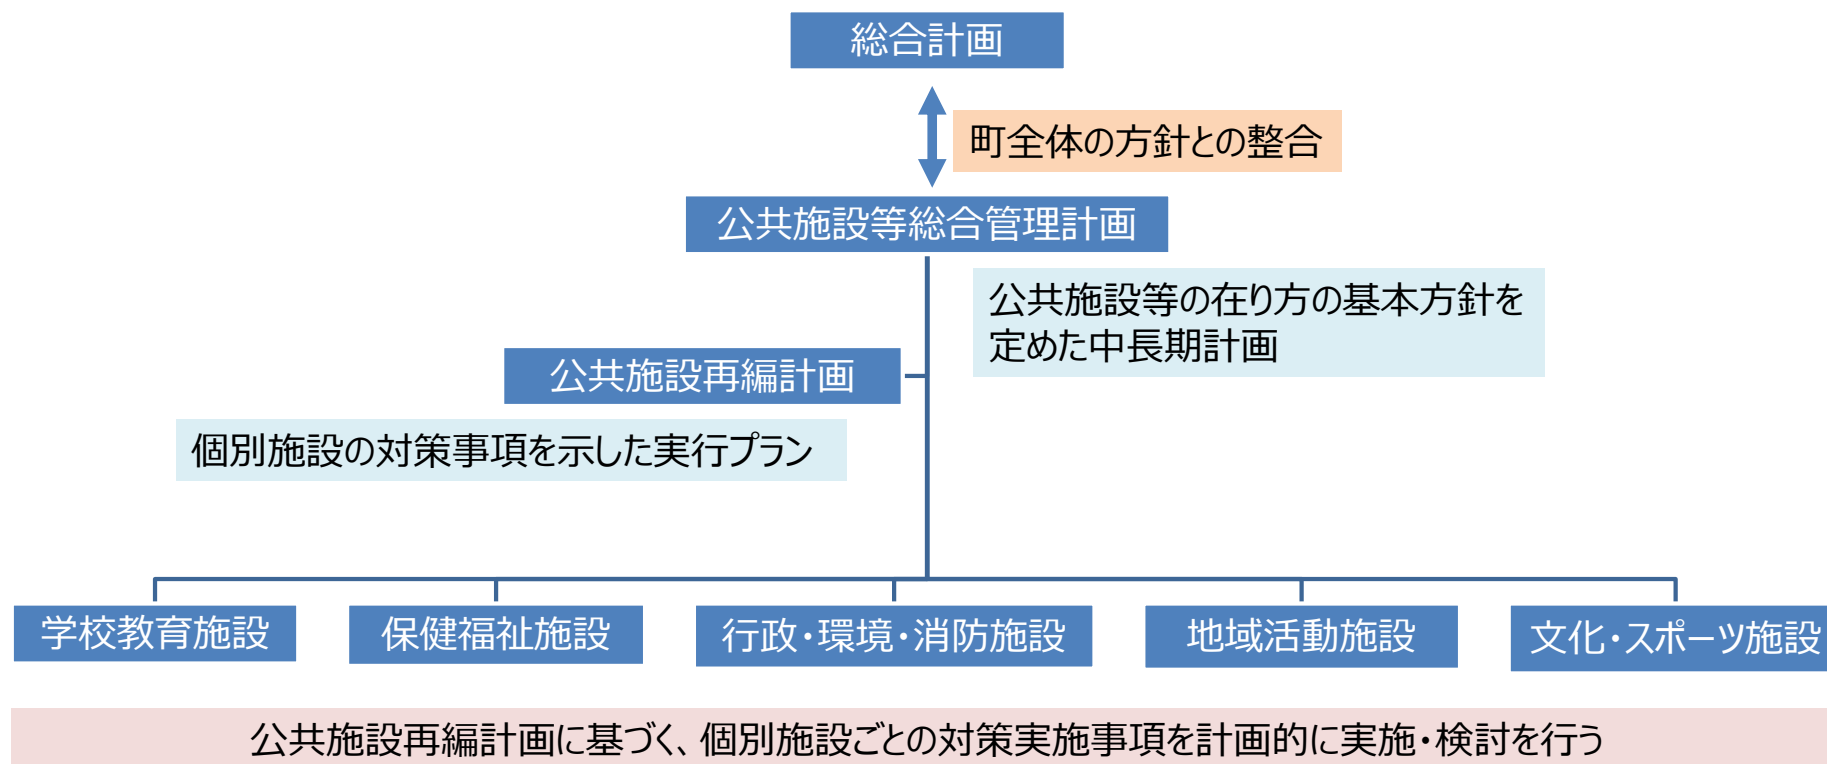 総合計画
町全体の方針との整合
公共施設等総合管理計画
公共施設等の在り方の基本方針を
定めた中長期計画
公共施設再編計画
個別施設の対策事項を示した実行プラン
学校教育施設
保健福祉施設
行政・環境・消防施設
地域活動施設
文化・スポーツ施設
公共施設再編計画に基づく、個別施設ごとの対策実施事項を計画的に実施・検討を行う